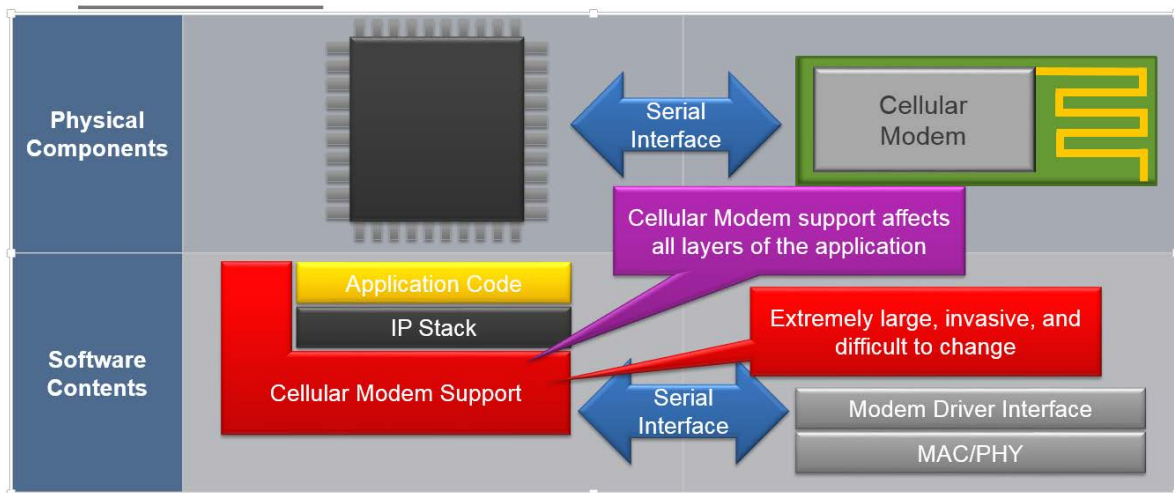 Physical
Components
Serial
Interface
Cellular
Modem
Cellular Modem support affects
all layers of the application
Software
Contents
Application Code
IP Stack
Cellular Modem Support
Extremely large, invasive, and
difficult to change
Serial
Interface
Modem Driver Interface
MAC/PHY